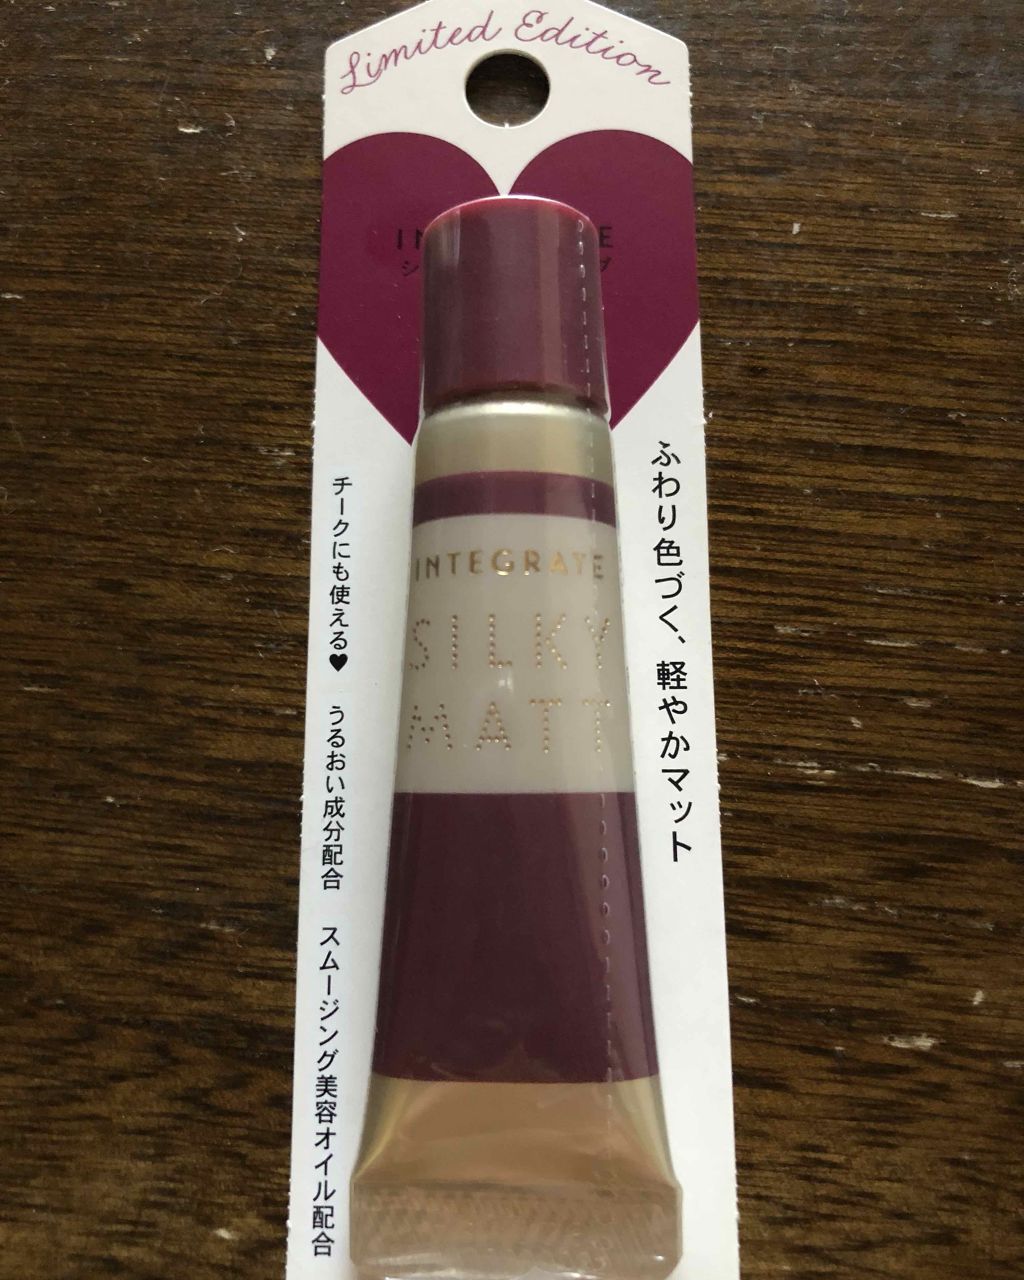 Limited Edition
INTEGRATE
SILKY
MATT
ふわり色づく、軽やかマット
チークにも使える♥ うるおい成分配合 スムージング美容オイル配合